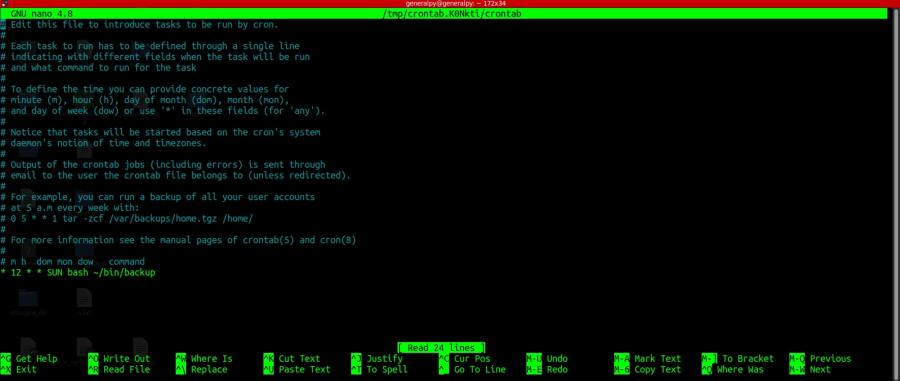 generalpy@generalpy: ~ 172x34
GNU nano 4.8 /tmp/crontab.K0Nkti/crontab
# Edit this file to introduce tasks to be run by cron.
#
# Each task to run has to be defined through a single line
# indicating with different fields when the task will be run
# and what command to run for the task
#
# To define the time you can provide concrete values for
# minute (m), hour (h), day of month (dom), month (mon),
# and day of week (dow) or use '*' in these fields (for 'any').
#
# Notice that tasks will be started based on the cron's system
# daemon's notion of time and timezones.
#
# Output of the crontab jobs (including errors) is sent through
# email to the user the crontab file belongs to (unless redirected).
#
# For example, you can run a backup of all your user accounts
# at 5 a.m every week with:
# 0 5 * * 1 tar -zcf /var/backups/home.tgz /home/
#
# For more information see the manual pages of crontab(5) and cron(8)
#
# m h  dom mon dow   command
* 12 * * SUN bash ~/bin/backup
[ Read 24 lines ]
^G Get Help ^O Write Out ^W Where Is ^K Cut Text ^J Justify ^C Cur Pos M-U Undo M-A Mark Text M-] To Bracket M-Q Previous
^X Exit ^R Read File ^\ Replace ^U Paste Text ^T To Spell ^_ Go To Line M-E Redo M-6 Copy Text ^Q Where Was M-W Next